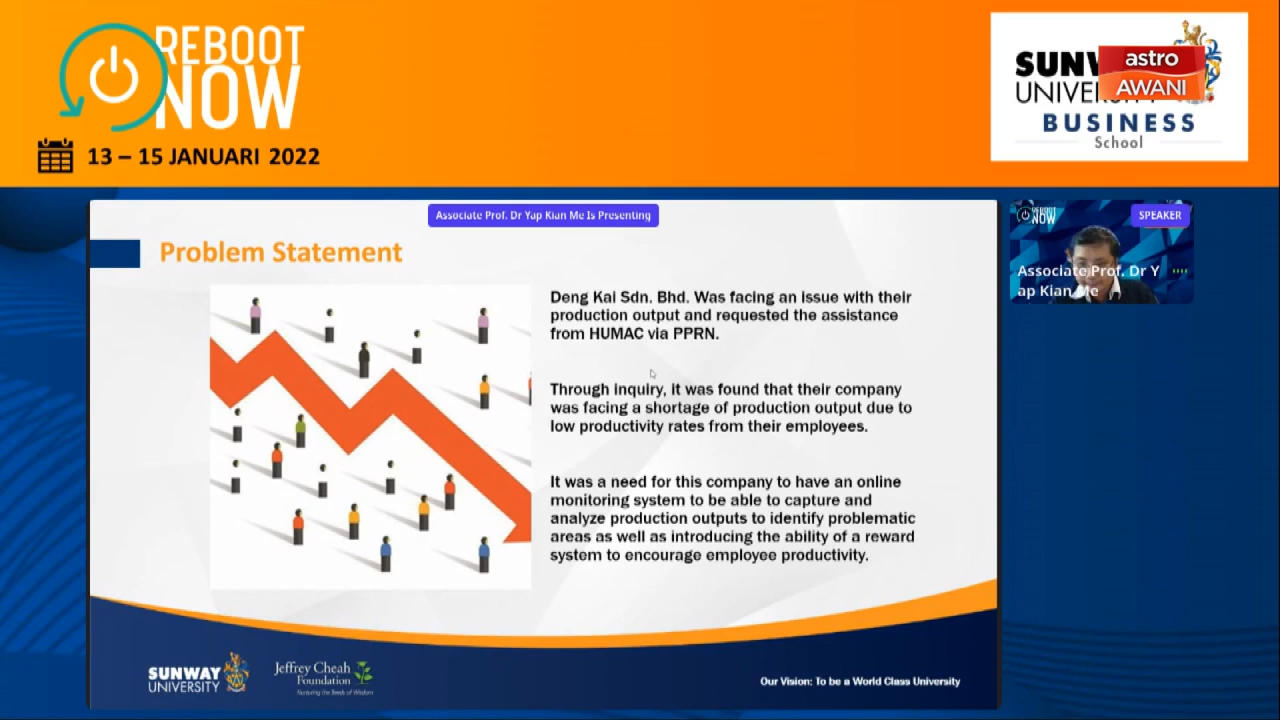 REBOOT
NOW
13 – 15 JANUARI 2022
astro
AWANI
BUSINESS
School
Associate Prof. Dr Yap Kian Me Is Presenting
Problem Statement
Deng Kai Sdn. Bhd. Was facing an issue with their
production output and requested the assistance
from HUMAC via PPRN.
Through inquiry, it was found that their company
was facing a shortage of production output due to
low productivity rates from their employees.
It was a need for this company to have an online
monitoring system to be able to capture and
analyze production outputs to identify problematic
areas as well as introducing the ability of a reward
system to encourage employee productivity.
REBOOT
NOW
SPEAKER
Associate Prof. Dr Y
ap Kian Me
SUNWAY
UNIVERSITY
Jeffrey Cheah
Foundation
Nurturing the Seeds of Wisdom
Our Vision: To be a World Class University